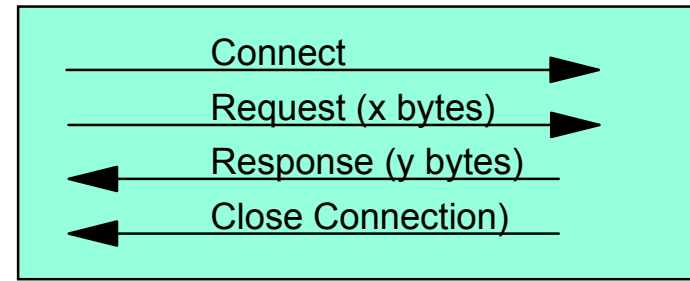 Connect
Request (x bytes)
Response (y bytes)
Close Connection)